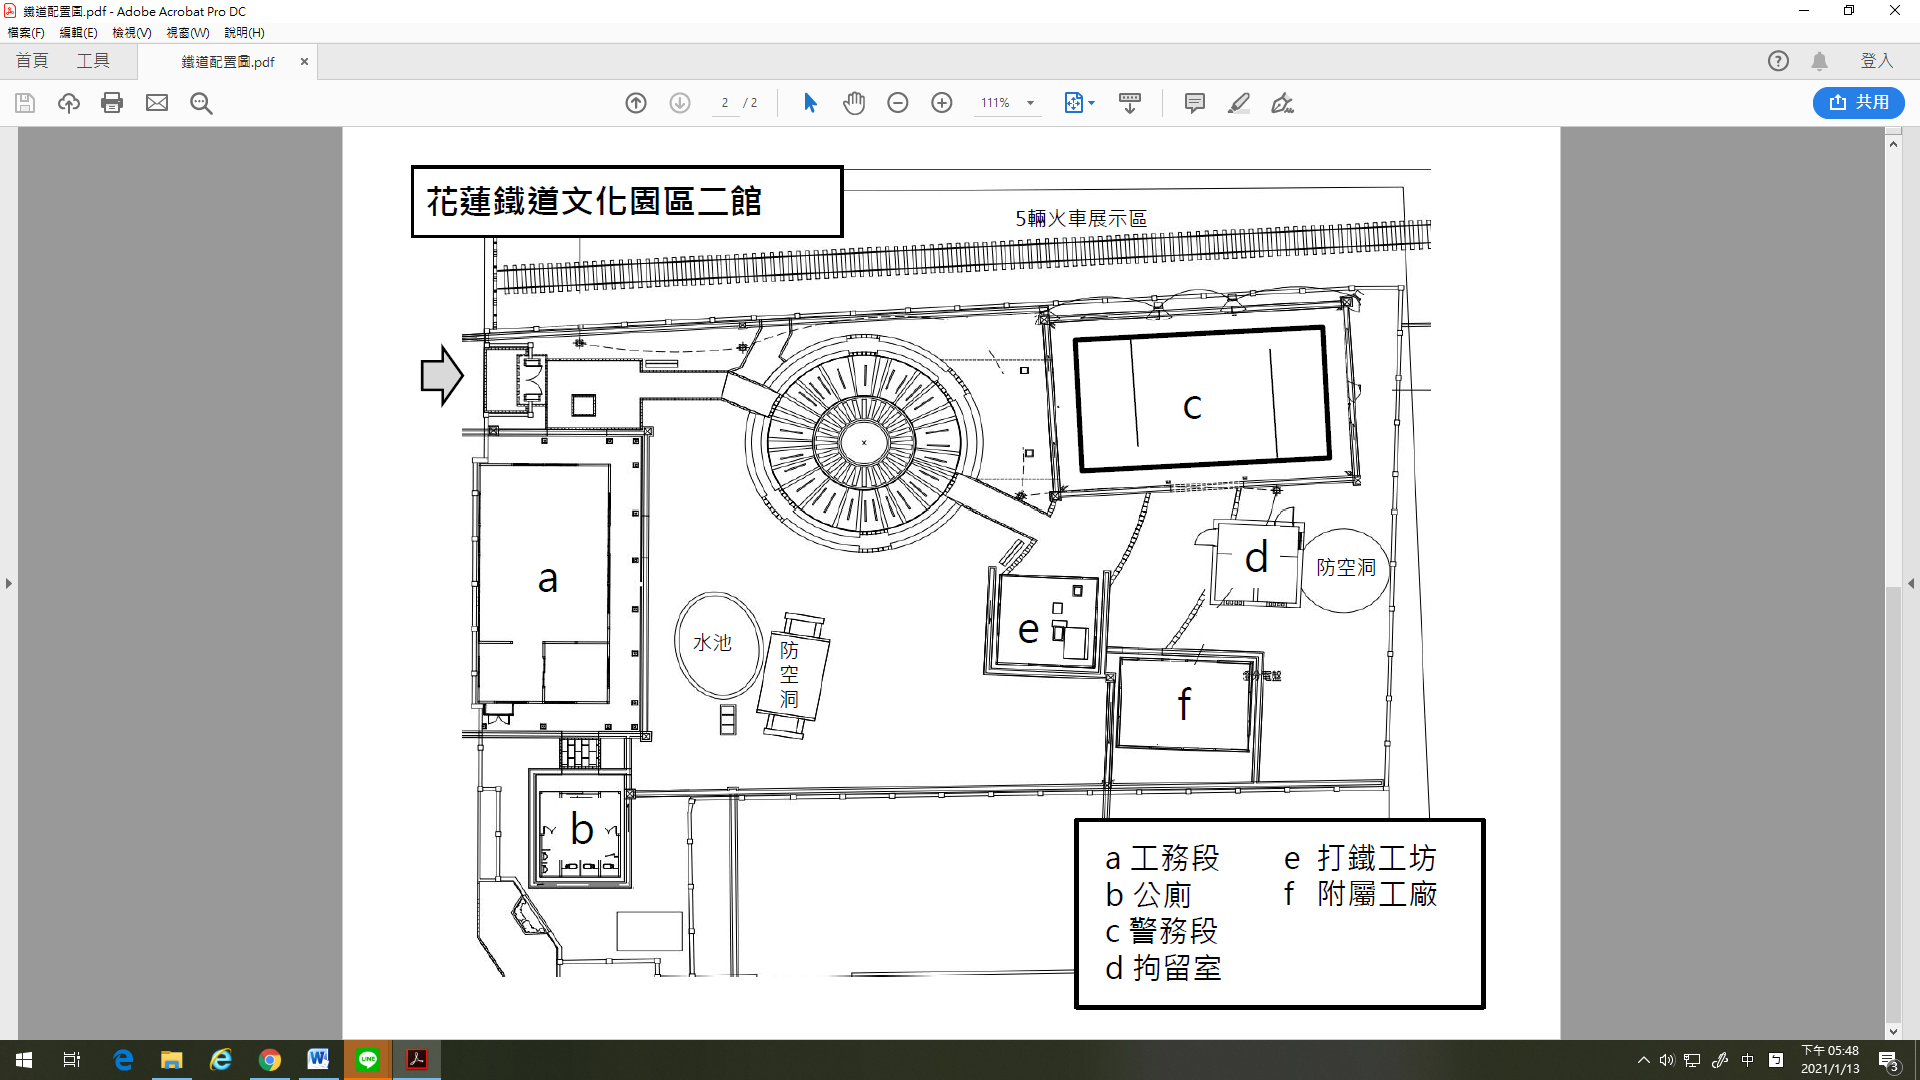 鐵道配置圖.pdf - Adobe Acrobat Pro DC
檔案(F) 編輯(E) 檢視(V) 視窗(W) 說明(H)
首頁 工具 鐵道配置圖.pdf × 登入
2 / 2 111% 共用
花蓮鐵道文化園區二館
5輛火車展示區
c
d 防空洞
a
水池
防空洞
e
f
b
a 工務段 e 打鐵工坊
b 公廁 f 附屬工廠
c 警務段
d 拘留室
LINE
中
下午 05:48
2021/1/13
3